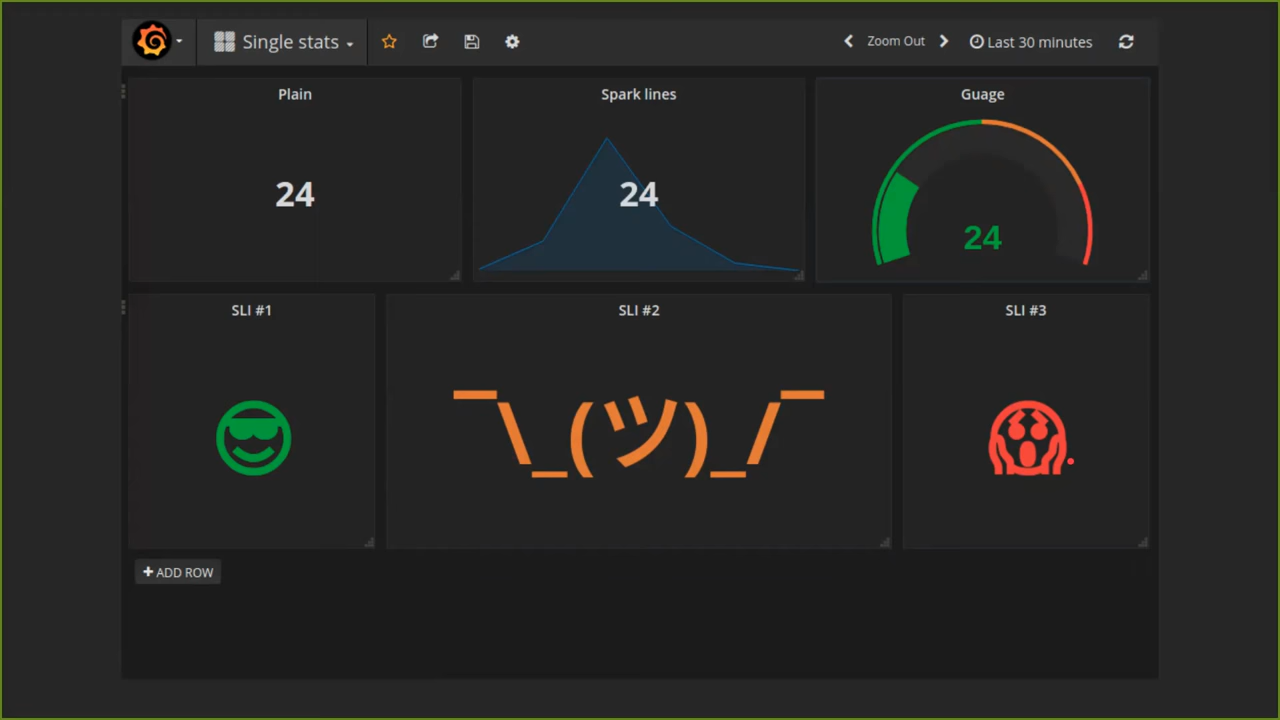 Single stats
Zoom Out
Last 30 minutes
Plain
Spark lines
Guage
24
24
24
SLI #1
SLI #2
SLI #3
¯\_(ツ)_/¯
.
+ ADD ROW